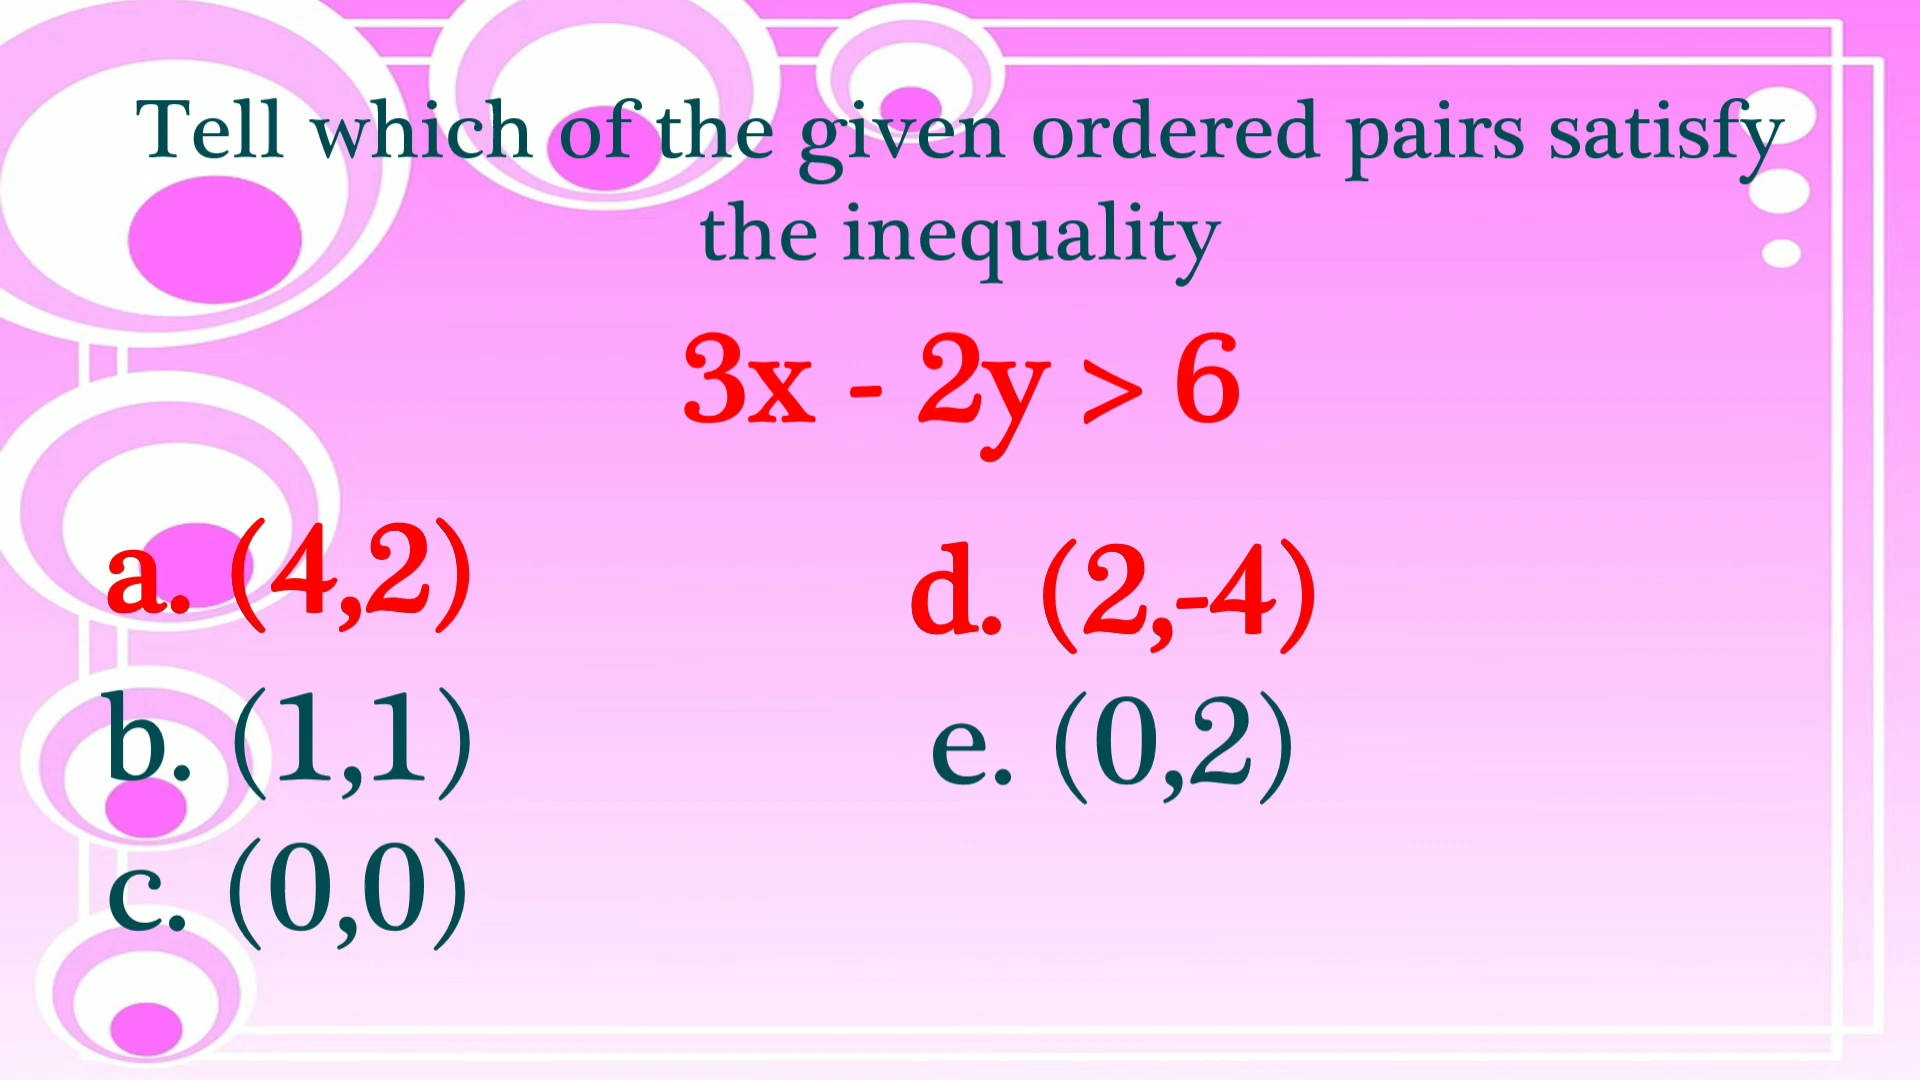 Tell which of the given ordered pairs satisfy
the inequality
3x - 2y > 6
a. (4,2)
b. (1,1)
c. (0,0)
d. (2,-4)
e. (0,2)